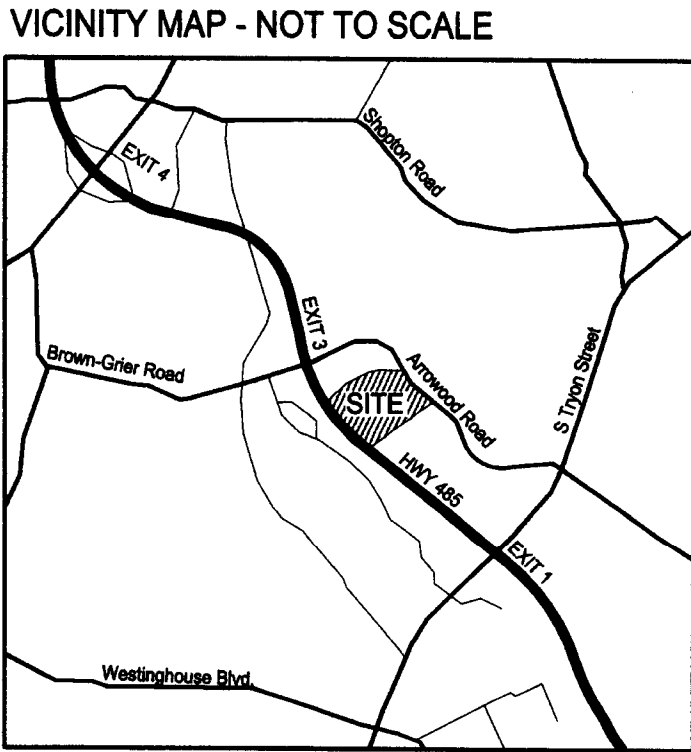 VICINITY MAP - NOT TO SCALE
Shopton Road
EXIT 4
EXIT 3
S Tryon Street
Brown-Grier Road
Arrowood Road
SITE
HWY 485
EXIT 1
Westinghouse Blvd.